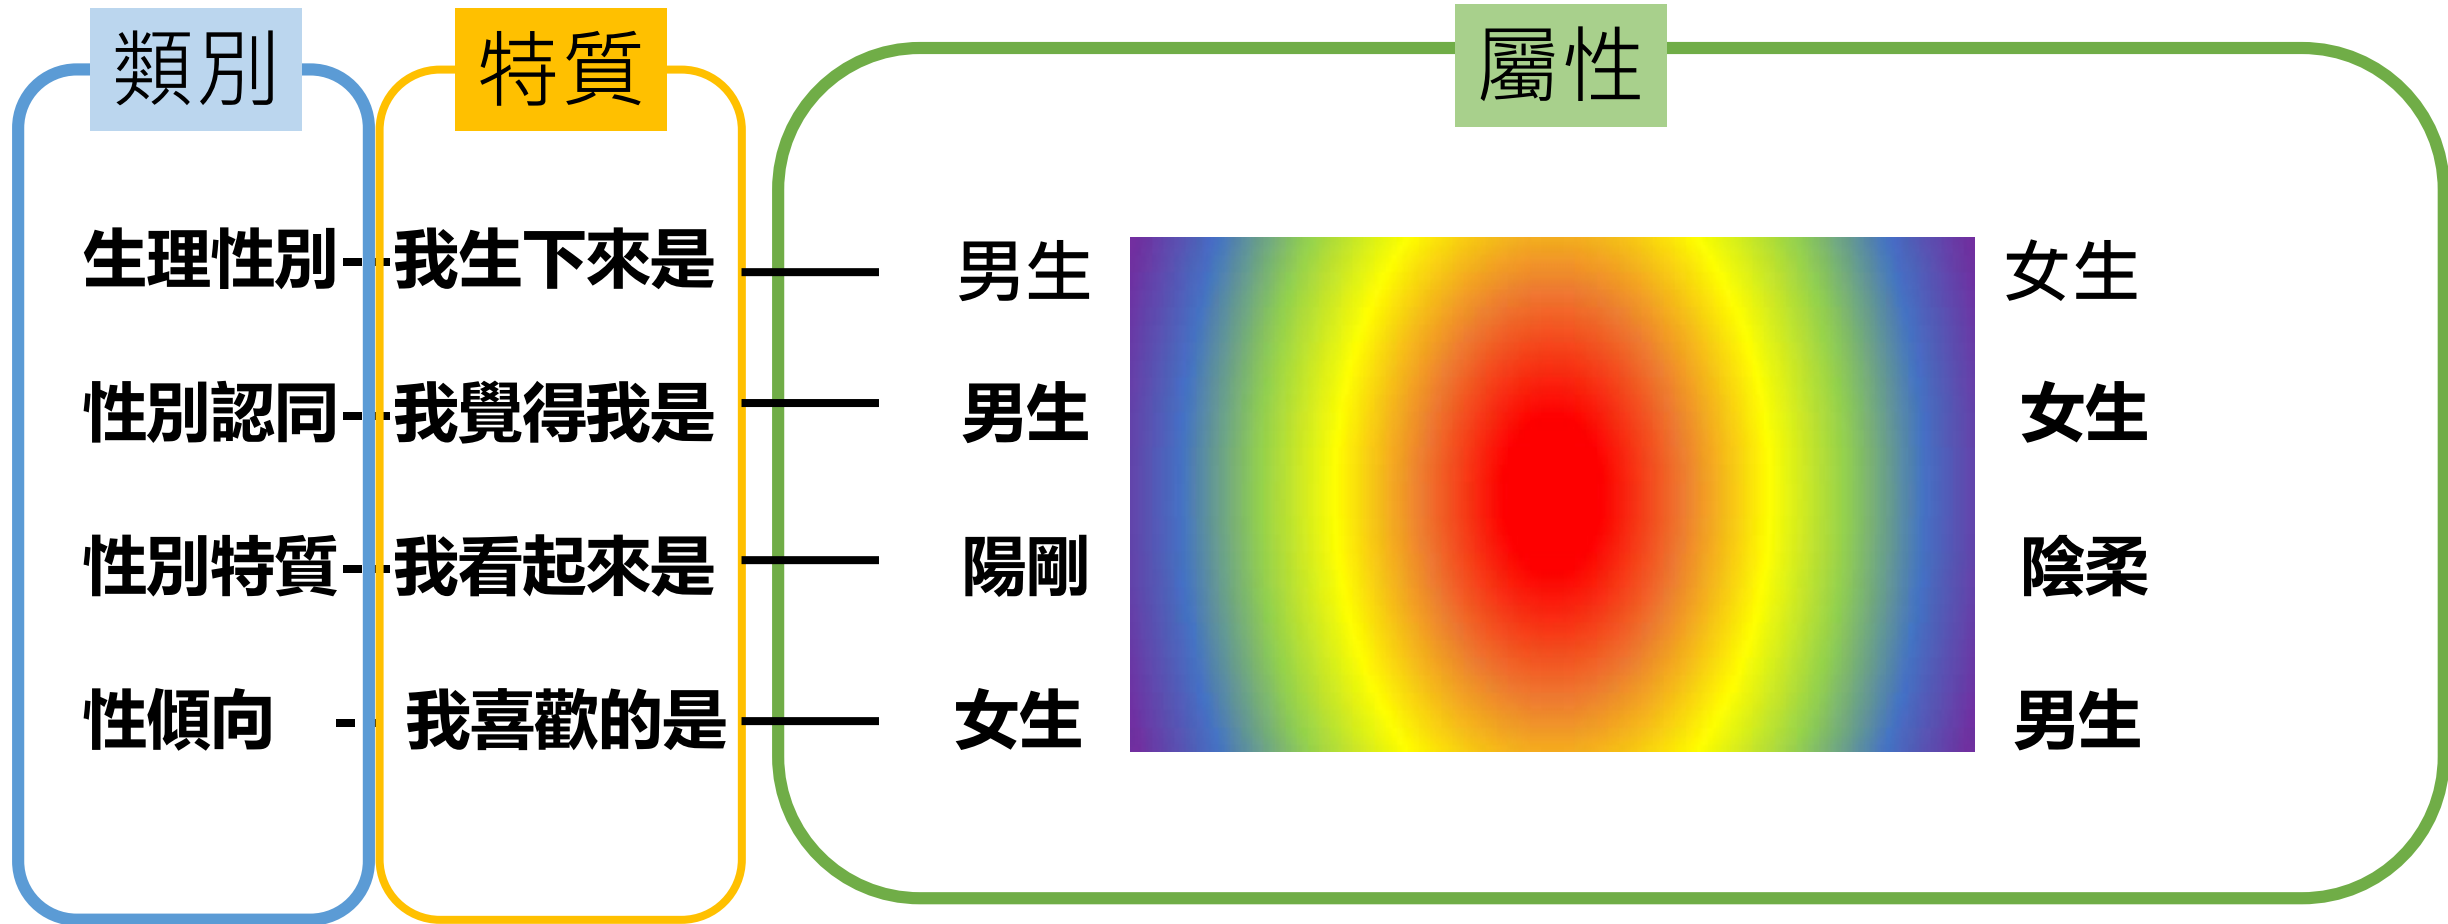 類別 特質 屬性
生理性別 我生下來是 男生 女生
性別認同 我覺得我是 男生 女生
性別特質 我看起來是 陽剛 陰柔
性傾向 我喜歡的是 女生 男生